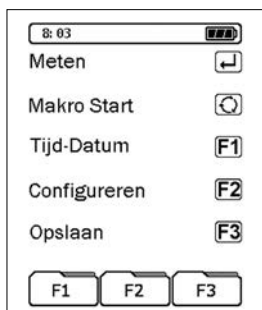 8:03
Meten
Makro Start
Tijd-Datum F1
Configureren F2
Opslaan F3
F1 F2 F3